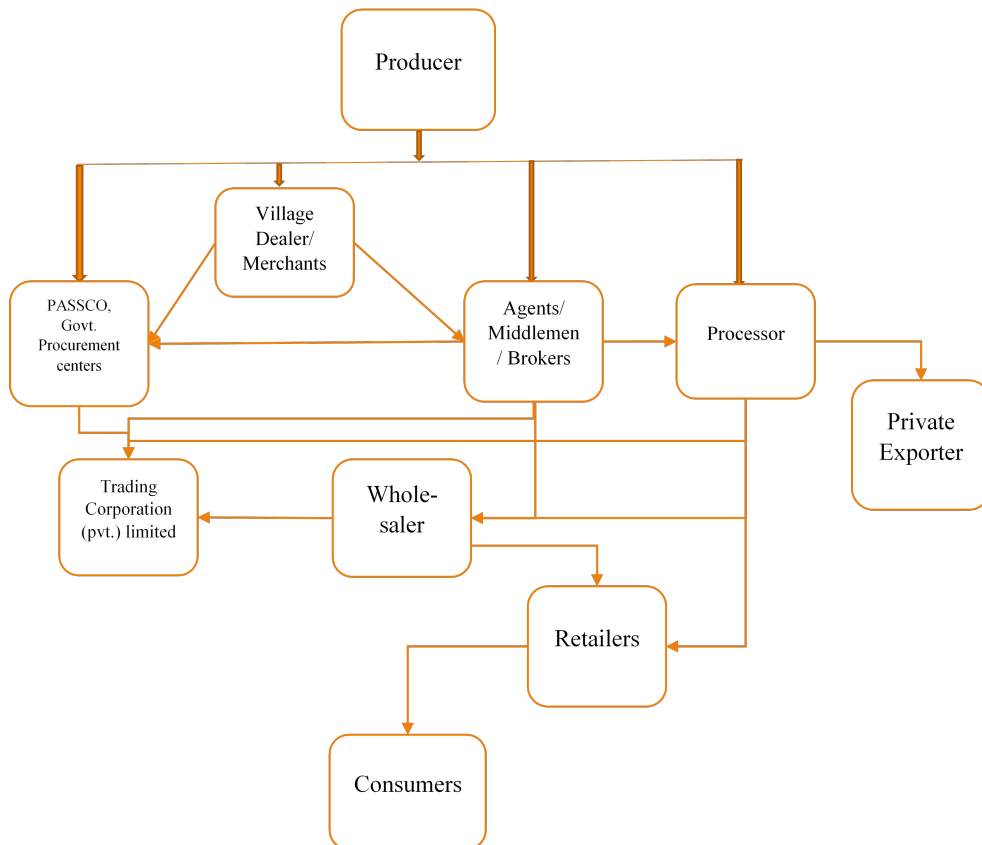 Producer
Village
Dealer/
Merchants
PASSCO,
Govt.
Procurement
centers
Agents/
Middlemen
/ Brokers
Processor
Private
Exporter
Trading
Corporation
(pvt.) limited
Whole-
saler
Retailers
Consumers